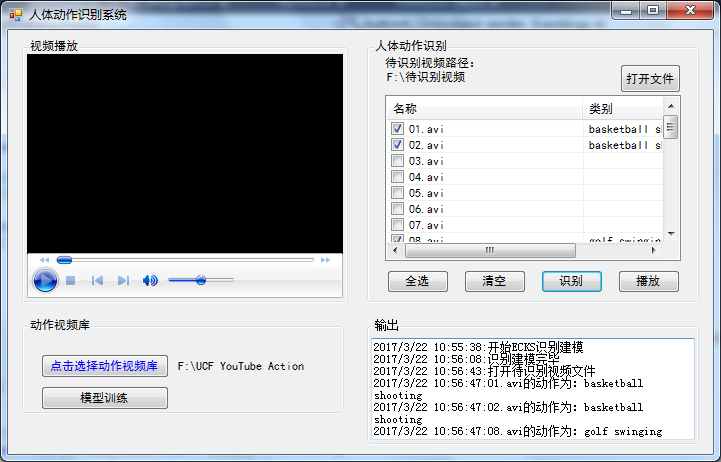 人体动作识别系统
视频播放
人体动作识别
待识别视频路径:
F:\待识别视频
打开文件
名称 类别
01.avi basketball sh
02.avi basketball sh
03.avi
04.avi
05.avi
06.avi
07.avi
08.avi golf swinging
全选 清空 识别 播放
动作视频库
点击选择动作视频库 F:\UCF YouTube Action
模型训练
输出
2017/3/22 10:55:38:开始ECKS识别建模
2017/3/22 10:56:08:识别建模完毕
2017/3/22 10:56:43:打开待识别视频文件
2017/3/22 10:56:47:01.avi的动作为: basketball
shooting
2017/3/22 10:56:47:02.avi的动作为: basketball
shooting
2017/3/22 10:56:47:08.avi的动作为: golf swinging